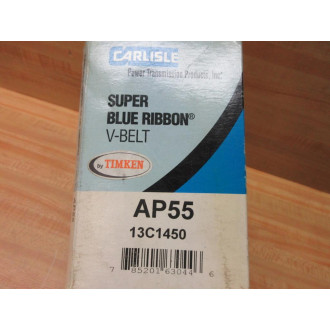 CARLISLE
Power Transmission Products, Inc.
SUPER
BLUE RIBBON®
V-BELT
by TIMKEN
AP55
13C1450
7 85201 63044 6